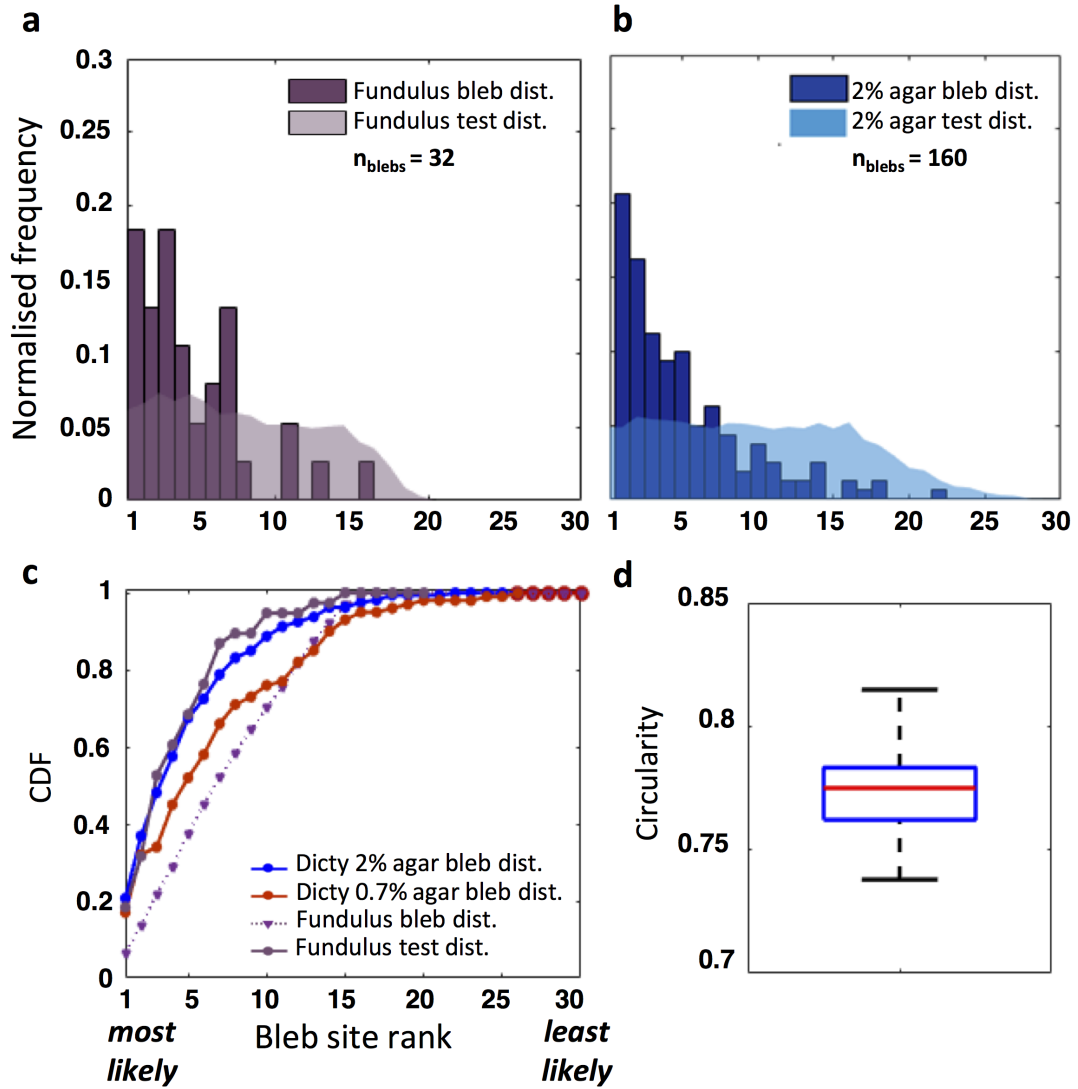 a
0.3
0.25
0.2
0.15
0.1
0.05
0
Normalised frequency
Fundulus bleb dist.
Fundulus test dist.
nblebs = 32
1 5 10 15 20 25 30
b
2% agar bleb dist.
2% agar test dist.
nblebs = 160
1 5 10 15 20 25 30
c
1
0.8
0.6
0.4
0.2
0
CDF
Dicty 2% agar bleb dist.
Dicty 0.7% agar bleb dist.
Fundulus bleb dist.
Fundulus test dist.
1 5 10 15 20 25 30
most likely
Bleb site rank
least likely
d
0.85
0.8
0.75
0.7
Circularity